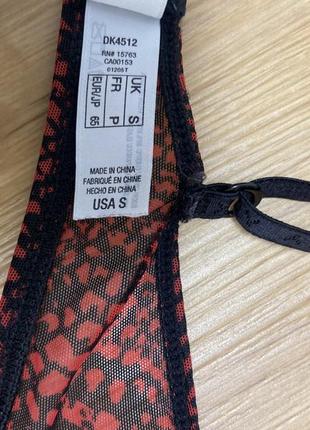 DK4512
RN# 15763
CA00153
01205T
UK S
FR P
EUR/JP 65
MADE IN CHINA
FABRIQUÉ EN CHINE
HECHO EN CHINA
USA S